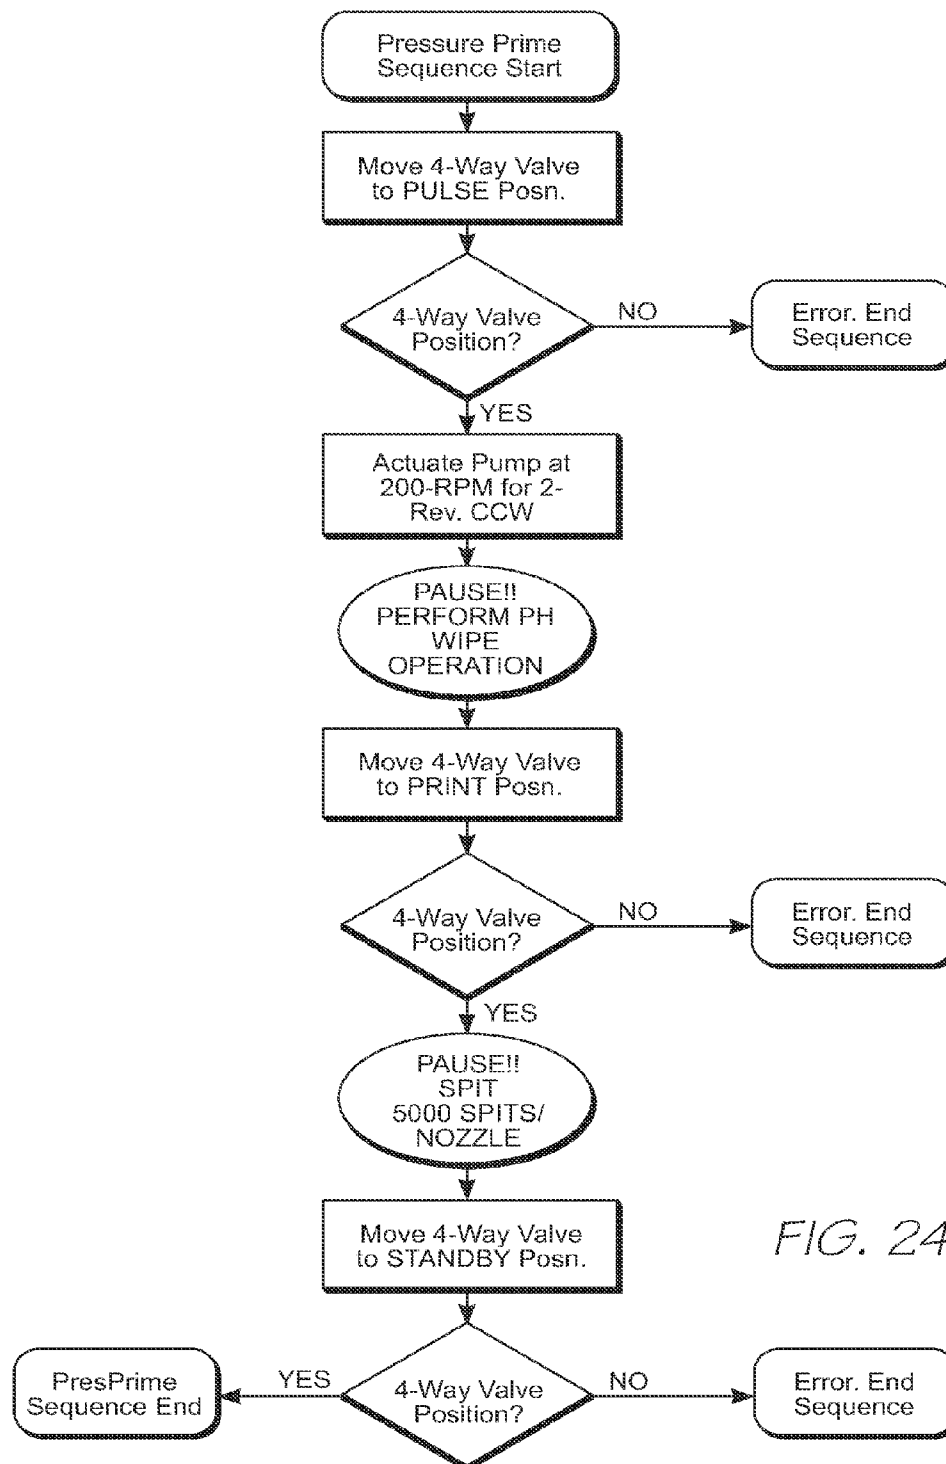 Pressure Prime
Sequence Start
Move 4-Way Valve
to PULSE Posn.
4-Way Valve
Position?
NO
Error. End
Sequence
YES
Actuate Pump at
200-RPM for 2-
Rev. CCW
PAUSE!!
PERFORM PH
WIPE
OPERATION
Move 4-Way Valve
to PRINT Posn.
4-Way Valve
Position?
NO
Error. End
Sequence
YES
PAUSE!!
SPIT
5000 SPITS/
NOZZLE
Move 4-Way Valve
to STANDBY Posn.
FIG. 24
PresPrime
Sequence End
YES
4-Way Valve
Position?
NO
Error. End
Sequence